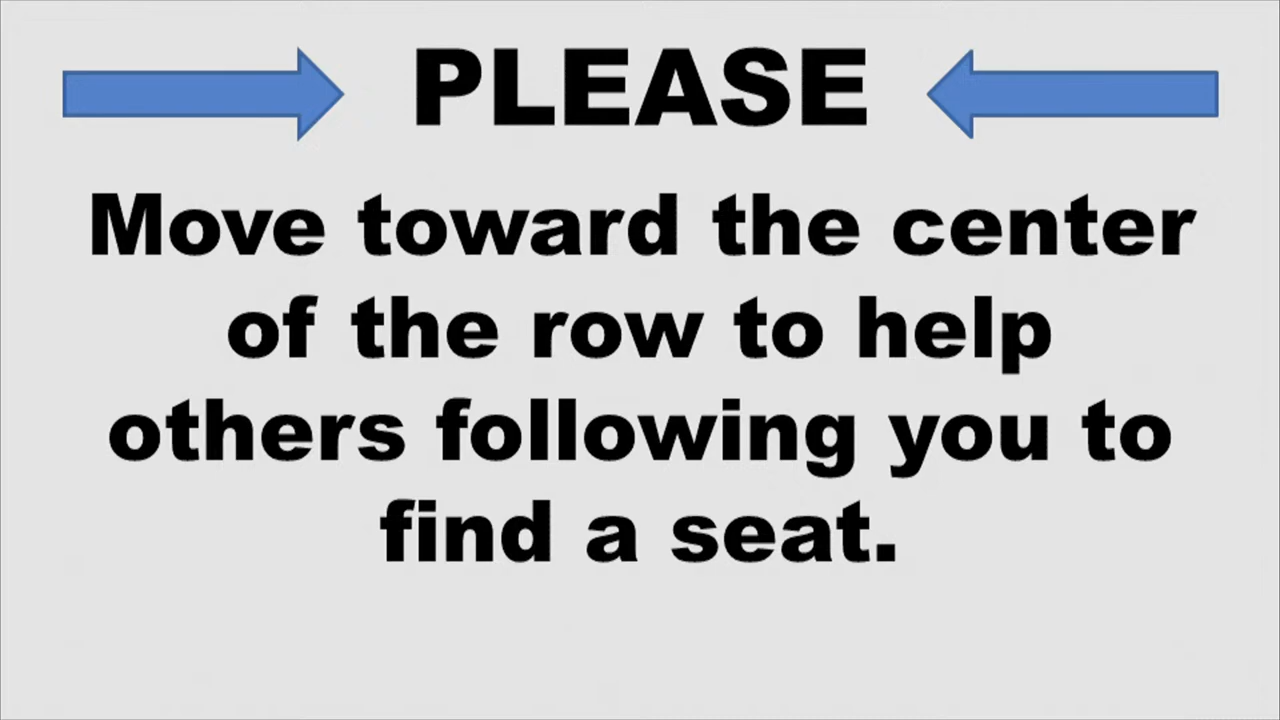 PLEASE
Move toward the center
of the row to help
others following you to
find a seat.